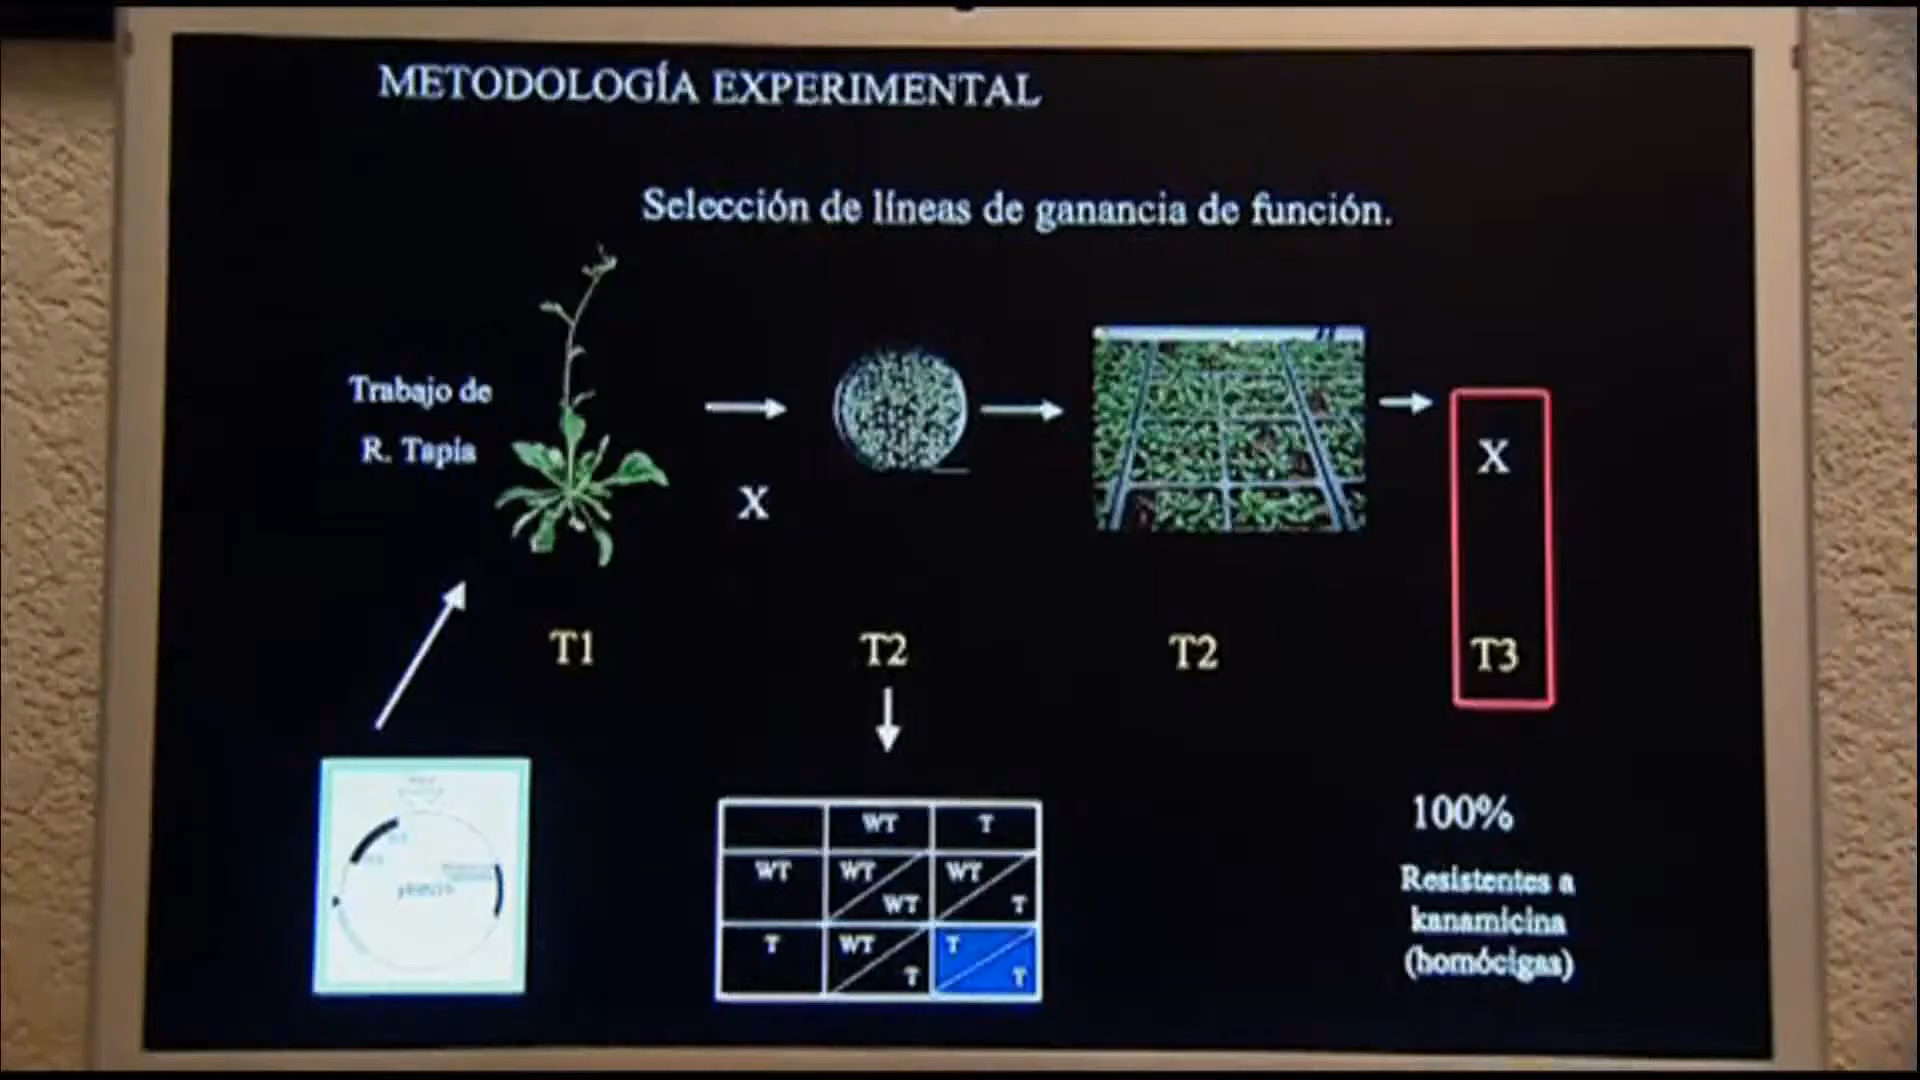 METODOLOGÍA EXPERIMENTAL
Selección de líneas de ganancia de función.
Trabajo de
R. Tapia
X
X
T1
T2
T2
T3
WT
T
WT
WT
WT
WT
T
T
WT
T
T
T
100%
Resistentes a
kanamicina
(homócigas)